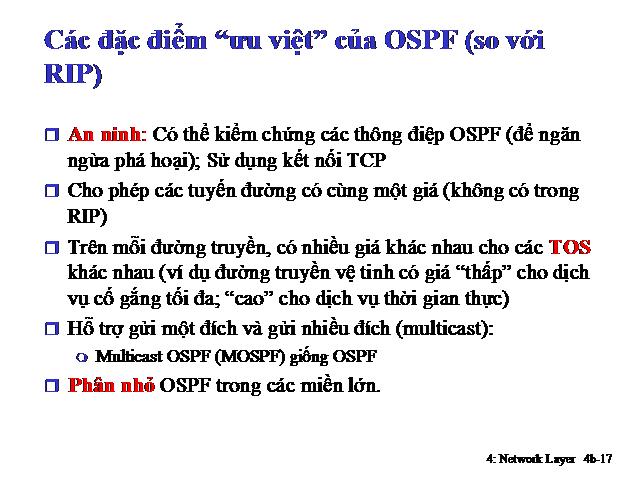 Các đặc điểm “ưu việt” của OSPF (so với
RIP)
An ninh: Có thể kiểm chứng các thông điệp OSPF (để ngăn
ngừa phá hoại); Sử dụng kết nối TCP
Cho phép các tuyến đường có cùng một giá (không có trong
RIP)
Trên mỗi đường truyền, có nhiều giá khác nhau cho các TOS
khác nhau (ví dụ đường truyền vệ tinh có giá “thấp” cho dịch
vụ cố gắng tối đa; “cao” cho dịch vụ thời gian thực)
Hỗ trợ gửi một đích và gửi nhiều đích (multicast):
Multicast OSPF (MOSPF) giống OSPF
Phân nhỏ OSPF trong các miền lớn.
4: Network Layer 4b-17